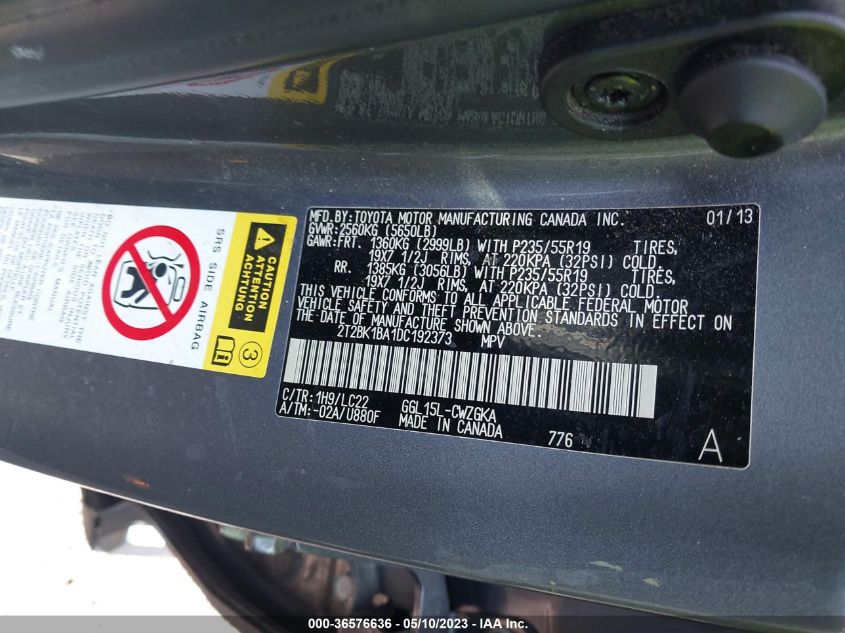 MFD.BY:TOYOTA MOTOR MANUFACTURING CANADA INC. 01/13
GVWR:2560KG (5650LB)
GAWR:FRT. 1360KG (2999LB) WITH P235/55R19 TIRES,
19X7 1/2J RIMS, AT 220KPA (32PSI) COLD
RR. 1385KG (3056LB) WITH P235/55R19 TIRES,
19X7 1/2J RIMS, AT 220KPA (32PSI) COLD
THIS VEHICLE CONFORMS TO ALL APPLICABLE FEDERAL MOTOR
VEHICLE SAFETY AND THEFT PREVENTION STANDARDS IN EFFECT ON
THE DATE OF MANUFACTURE SHOWN ABOVE.
2T2BK1BA1DC192373 MPV
C/TR:1H9/LC22 GGL15L-CWZGKA
A/TM:-02A/U880F MADE IN CANADA 776 A
SRS SIDE AIRBAG
CAUTION
ATTENTION
ACHTUNG
3
000-36576636 - 05/10/2023 - IAA Inc.